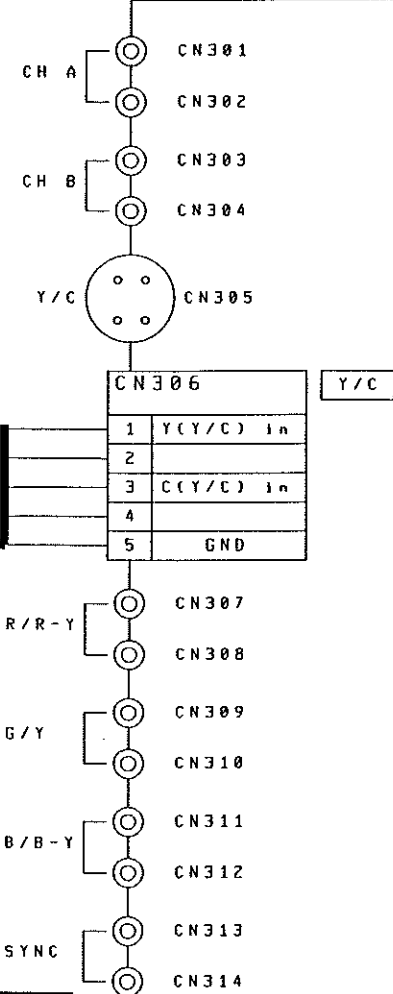 CN301
CH A
CN302
CN303
CH B
CN304
Y/C CN305
CN306 Y/C
1 Y(Y/C) in
2
3 C(Y/C) in
4
5 GND
CN307
R/R-Y
CN308
CN309
G/Y
CN310
CN311
B/B-Y
CN312
CN313
SYNC
CN314